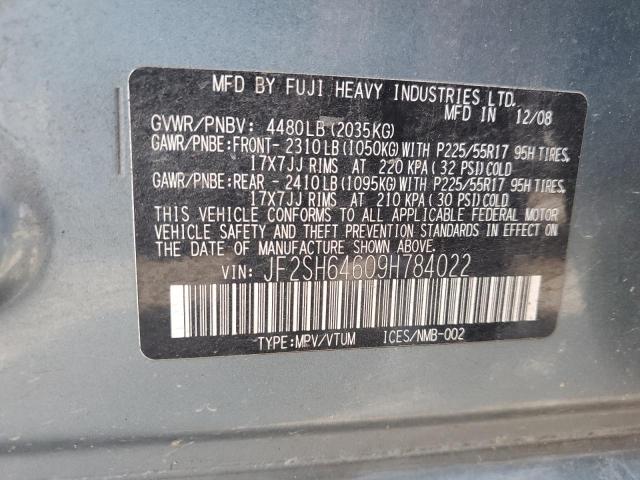 MFD BY FUJI HEAVY INDUSTRIES LTD.
MFD IN 12/08
GVWR/PNBV: 4480LB(2035KG)
GAWR/PNBE:FRONT- 2310LB(1050KG)WITH P225/55R17 95H TIRES,
17X7JJ RIMS AT 220 KPA(32 PSI)COLD
GAWR/PNBE:REAR - 2410LB(1095KG)WITH P225/55R17 95H TIRES,
17X7JJ RIMS AT 210 KPA(30 PSI)COLD
THIS VEHICLE CONFORMS TO ALL APPLICABLE FEDERAL MOTOR
VEHICLE SAFETY AND THEFT PREVENTION STANDARDS IN EFFECT
ON THE DATE OF MANUFACTURE SHOWN ABOVE.
VIN: JF2SH64609H784022
TYPE:MPV/VTUM ICES/NMB-002